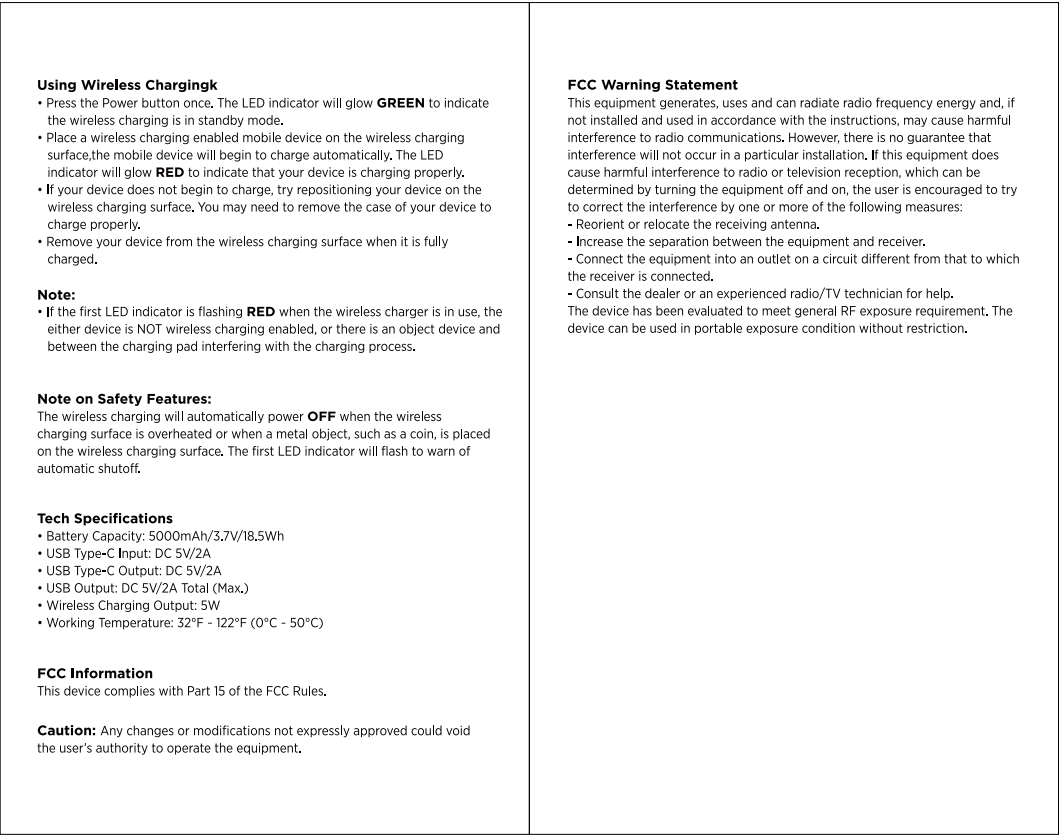 Using Wireless Chargingk
• Press the Power button once. The LED indicator will glow GREEN to indicate
the wireless charging is in standby mode.
• Place a wireless charging enabled mobile device on the wireless charging
surface,the mobile device will begin to charge automatically. The LED
indicator will glow RED to indicate that your device is charging properly.
• If your device does not begin to charge, try repositioning your device on the
wireless charging surface. You may need to remove the case of your device to
charge properly.
• Remove your device from the wireless charging surface when it is fully
charged.
Note:
• If the first LED indicator is flashing RED when the wireless charger is in use, the
either device is NOT wireless charging enabled, or there is an object device and
between the charging pad interfering with the charging process.
Note on Safety Features:
The wireless charging will automatically power OFF when the wireless
charging surface is overheated or when a metal object, such as a coin, is placed
on the wireless charging surface. The first LED indicator will flash to warn of
automatic shutoff.
Tech Specifications
• Battery Capacity: 5000mAh/3.7V/18.5Wh
• USB Type-C Input: DC 5V/2A
• USB Type-C Output: DC 5V/2A
• USB Output: DC 5V/2A Total (Max.)
• Wireless Charging Output: 5W
• Working Temperature: 32°F ~ 122°F (0°C ~ 50°C)
FCC Information
This device complies with Part 15 of the FCC Rules.
Caution: Any changes or modifications not expressly approved could void
the user's authority to operate the equipment.
FCC Warning Statement
This equipment generates, uses and can radiate radio frequency energy and, if
not installed and used in accordance with the instructions, may cause harmful
interference to radio communications. However, there is no guarantee that
interference will not occur in a particular installation. If this equipment does
cause harmful interference to radio or television reception, which can be
determined by turning the equipment off and on, the user is encouraged to try
to correct the interference by one or more of the following measures:
- Reorient or relocate the receiving antenna.
- Increase the separation between the equipment and receiver.
- Connect the equipment into an outlet on a circuit different from that to which
the receiver is connected.
- Consult the dealer or an experienced radio/TV technician for help.
The device has been evaluated to meet general RF exposure requirement. The
device can be used in portable exposure condition without restriction.